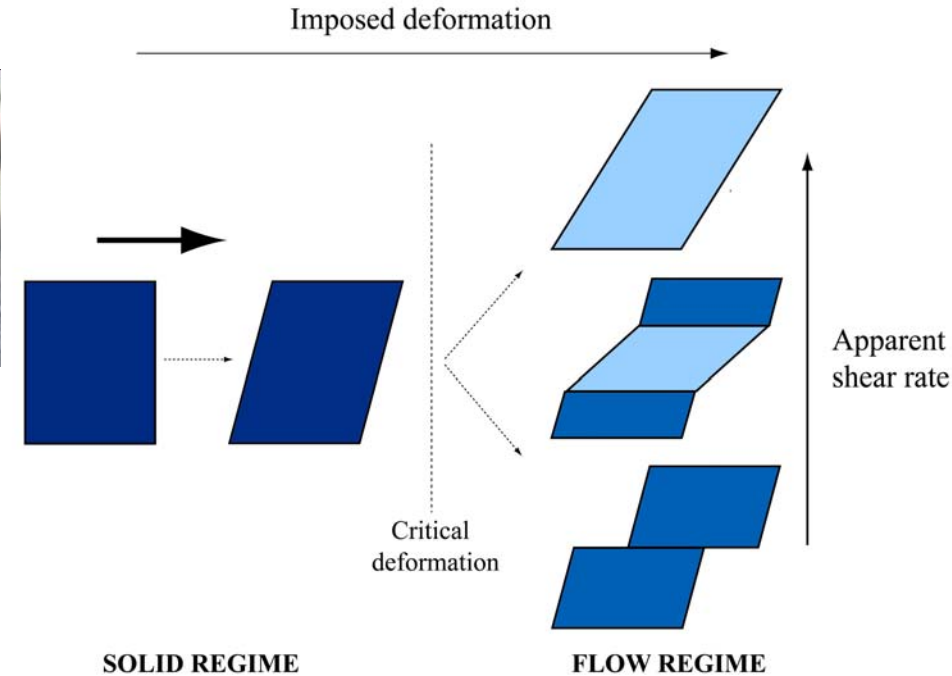 Imposed deformation
Apparent
shear rate
Critical
deformation
SOLID REGIME
FLOW REGIME